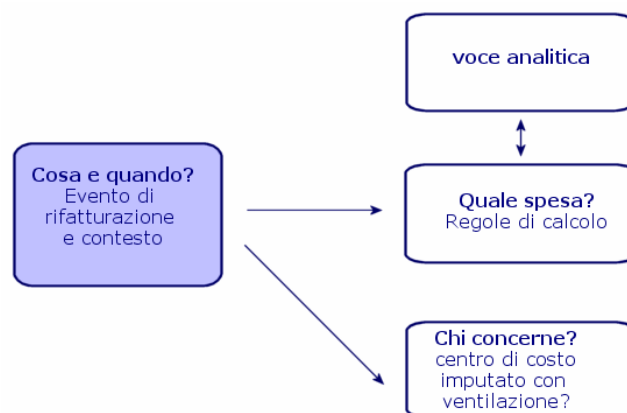 voce analitica
Cosa e quando?
Evento di
rifatturazione
e contesto
Quale spesa?
Regole di calcolo
Chi concerne?
centro di costo
imputato con
ventilazione?